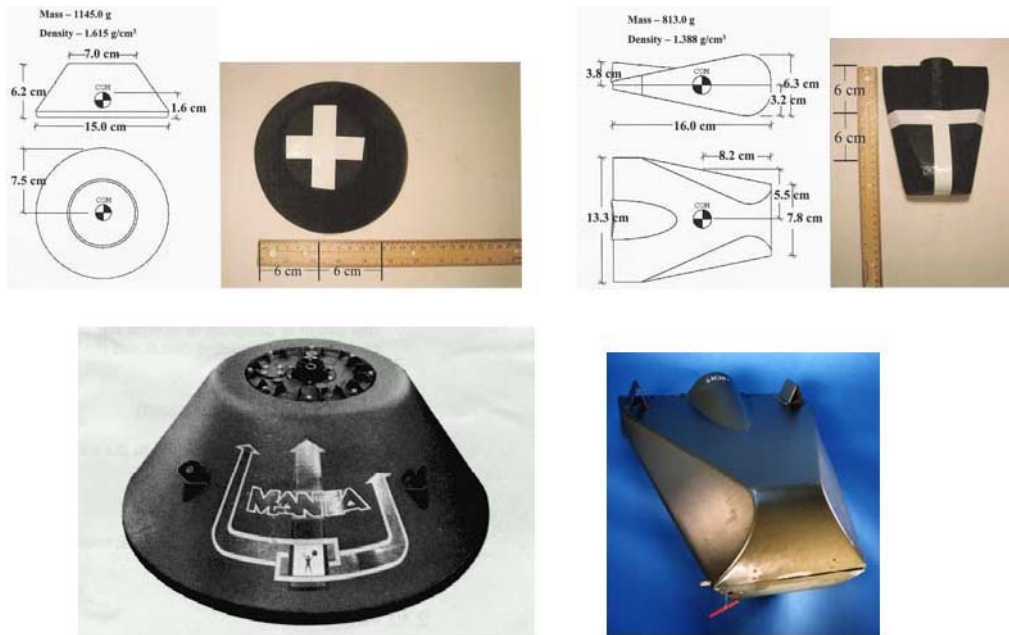 Mass – 1145.0 g
Density – 1.615 g/cm³
7.0 cm
6.2 cm
COM
1.6 cm
15.0 cm
7.5 cm
COM
6 cm
6 cm
Mass – 813.0 g
Density – 1.388 g/cm³
3.8 cm
COM
6.3 cm
3.2 cm
16.0 cm
8.2 cm
5.5 cm
COM
13.3 cm
7.8 cm
6 cm
6 cm
MANTA